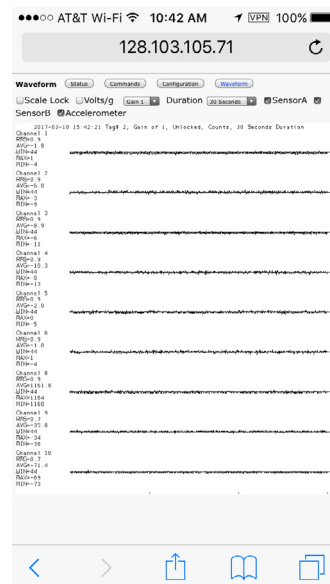 AT&T Wi-Fi 10:42 AM VPN 100%
128.103.105.71
Waveform Status Commands Configuration Waveform
Scale Lock Volts/g Gain 1 Duration 30 Seconds SensorA
SensorB Accelerometer
2017-03-10 15:42:21 Tag# 2, Gain of 1, Unlocked, Counts, 30 Seconds Duration
Channel 1
RMS=0.9
AVG=-1.8
WIN=44
MAX=1
MIN=-4
Channel 2
RMS=0.9
AVG=-6.0
WIN=44
MAX=-3
MIN=-9
Channel 3
RMS=0.9
AVG=-8.9
WIN=44
MAX=-6
MIN=-11
Channel 4
RMS=0.9
AVG=-10.3
WIN=44
MAX=-8
MIN=-13
Channel 5
RMS=0.9
AVG=-2.8
WIN=44
MAX=0
MIN=-5
Channel 6
RMS=0.9
AVG=-1.0
WIN=44
MAX=1
MIN=-4
Channel 8
RMS=0.9
AVG=1161.8
WIN=44
MAX=1164
MIN=1160
Channel 9
RMS=0.7
AVG=-35.8
WIN=44
MAX=-34
MIN=-38
Channel 10
RMS=0.7
AVG=-71.4
WIN=44
MAX=-69
MIN=-73